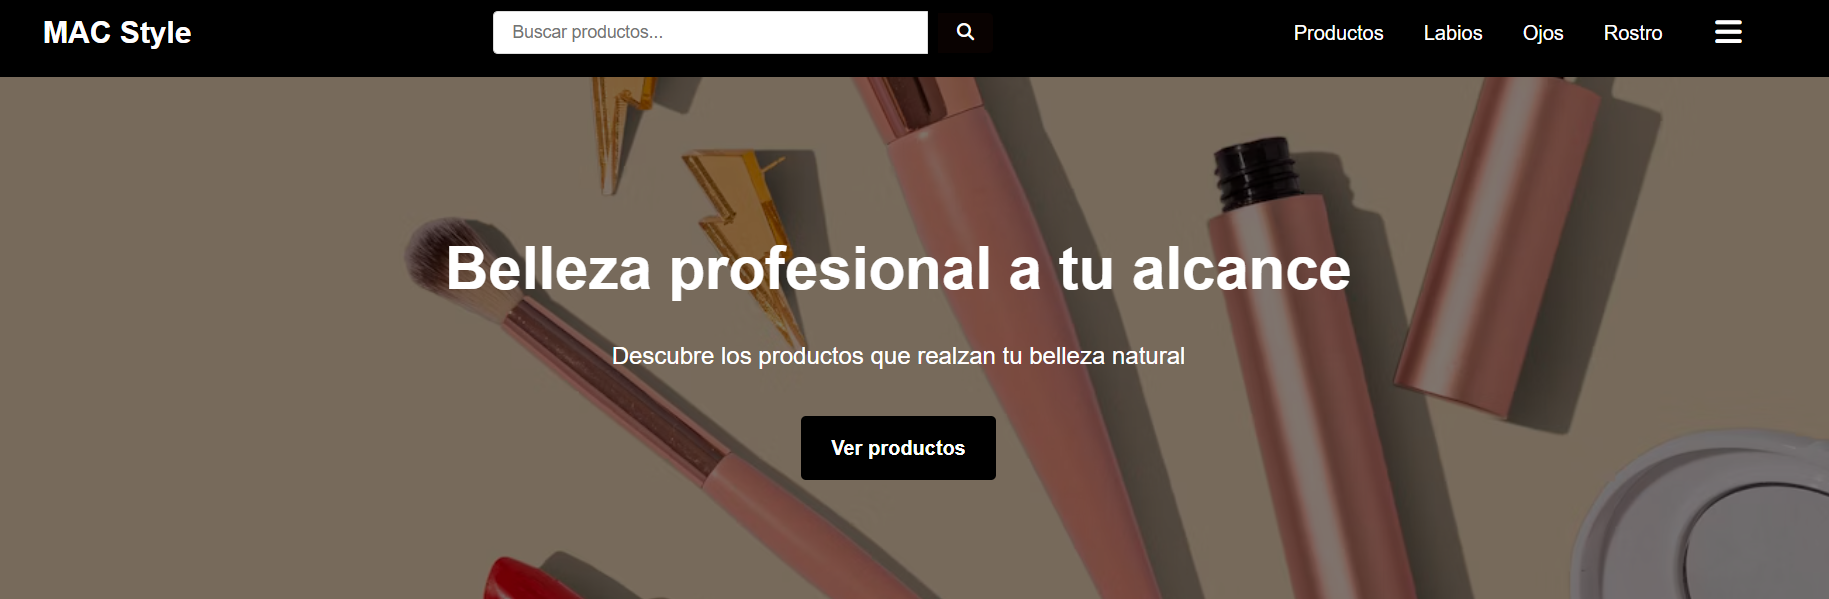 MAC Style
Buscar productos...
Productos
Labios
Ojos
Rostro
Belleza profesional a tu alcance
Descubre los productos que realzan tu belleza natural
Ver productos